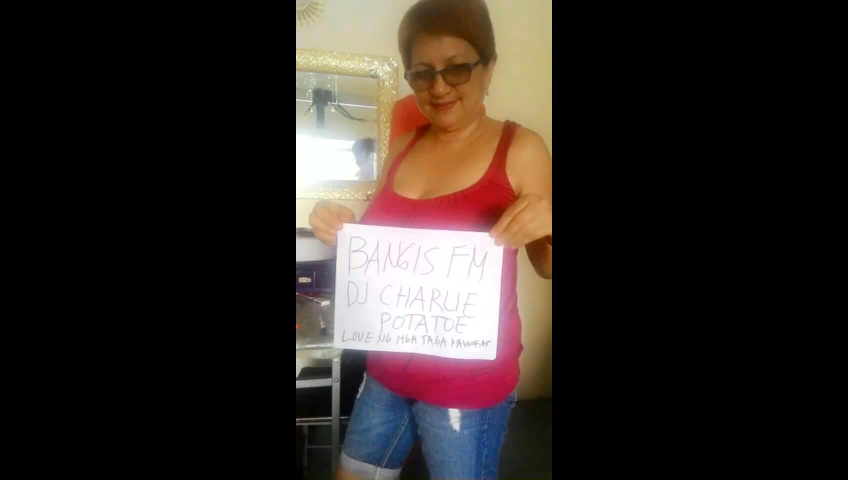 BANGIS FM
DJ CHARLIE
POTATOE
LOVE NG MGA TAGA